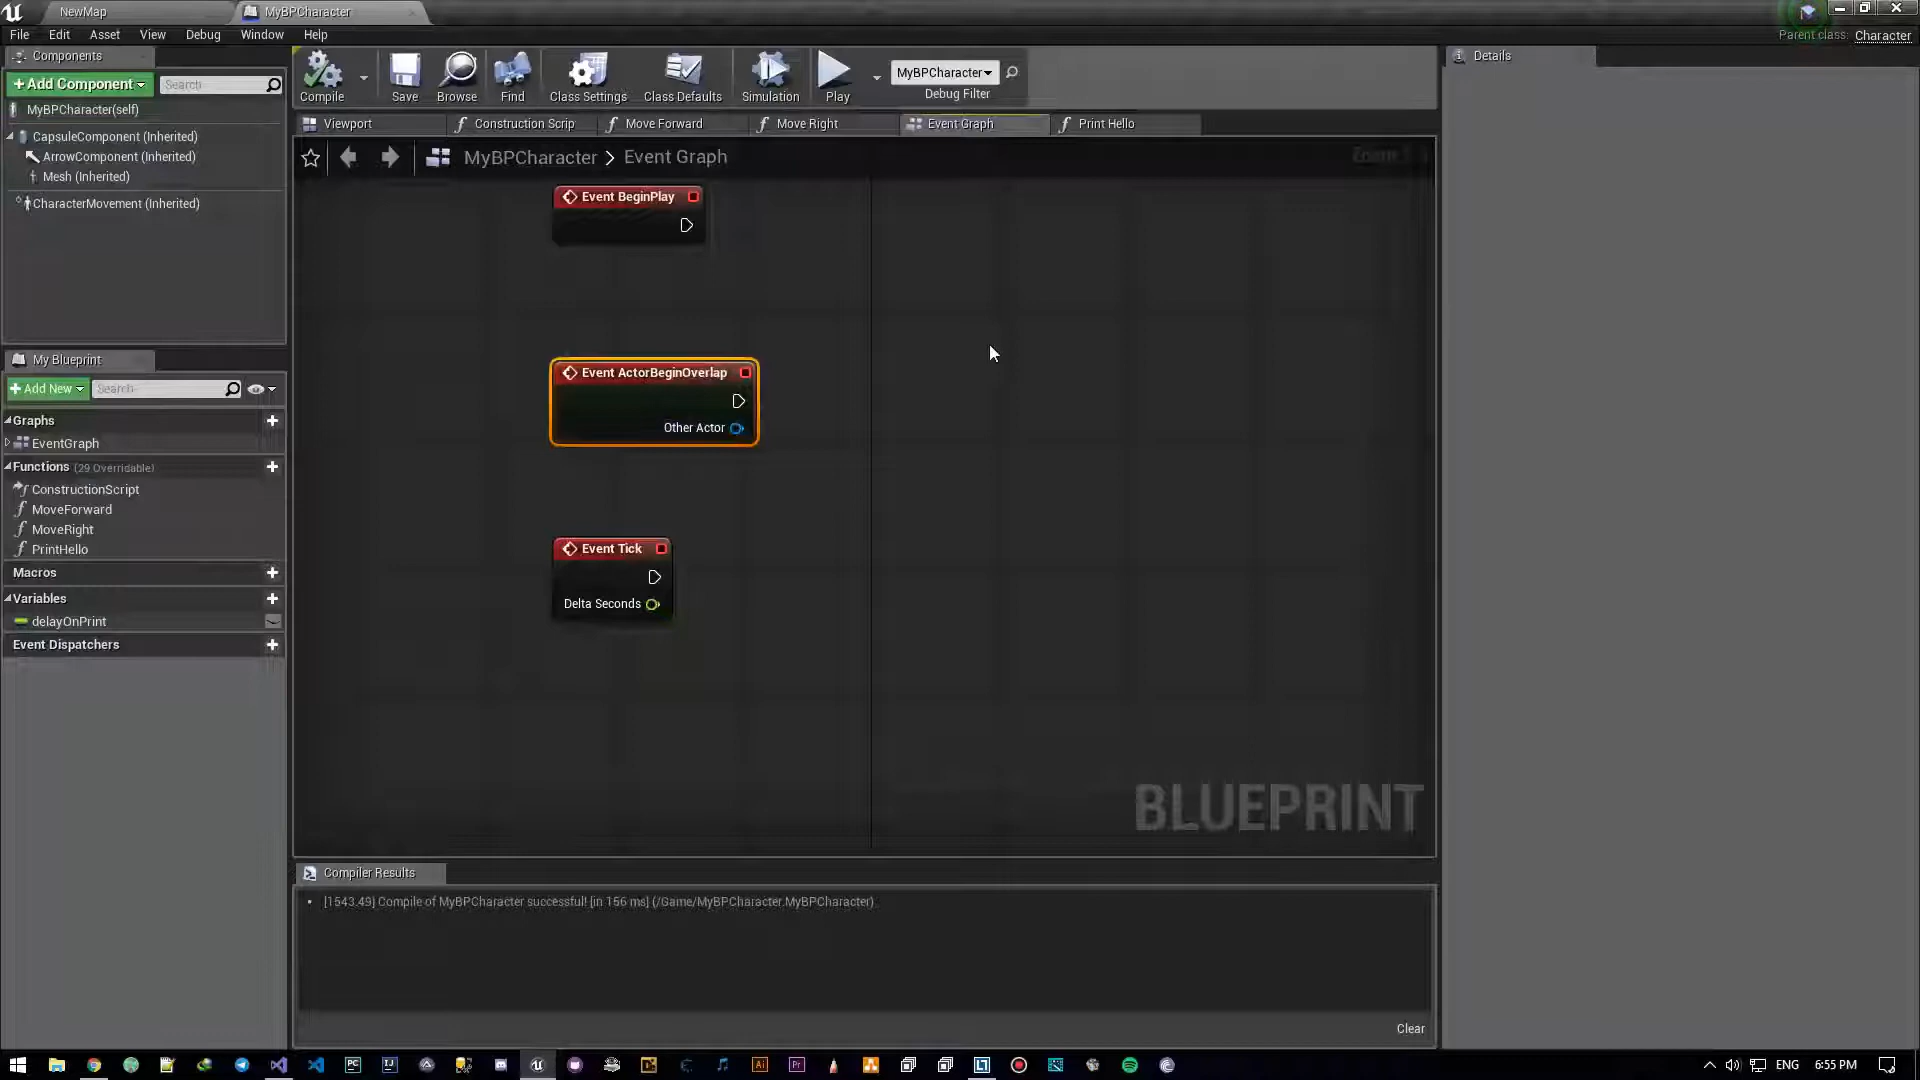 NewMap
MyBPCharacter
File Edit Asset View Debug Window Help
Parent class: Character
Components
+Add Component
Search
MyBPCharacter(self)
CapsuleComponent (Inherited)
ArrowComponent (Inherited)
Mesh (Inherited)
CharacterMovement (Inherited)
My Blueprint
+Add New
Search
Graphs
EventGraph
Functions (29 Overridable)
ConstructionScript
MoveForward
MoveRight
PrintHello
Macros
Variables
delayOnPrint
Event Dispatchers
Compile
Save
Browse
Find
Class Settings
Class Defaults
Simulation
Play
MyBPCharacter
Debug Filter
Viewport
Construction Scrip
Move Forward
Move Right
Event Graph
Print Hello
MyBPCharacter > Event Graph
Event BeginPlay
Event ActorBeginOverlap
Other Actor
Event Tick
Delta Seconds
BLUEPRINT
Compiler Results
[1543.49] Compile of MyBPCharacter successful! [in 156 ms] (/Game/MyBPCharacter.MyBPCharacter)
Clear
Details
ENG
6:55 PM